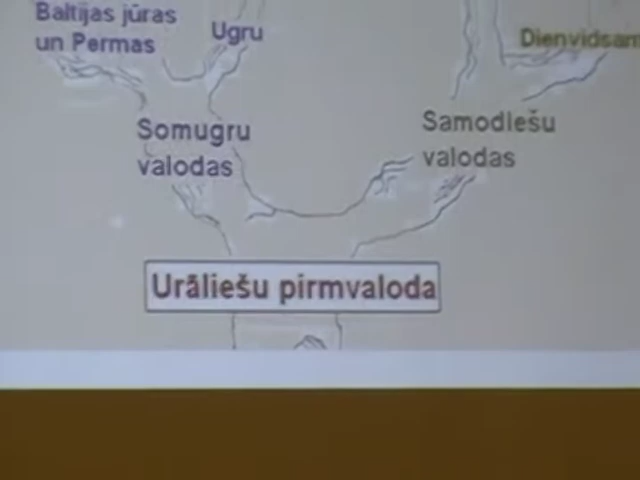 Baltijas jūras
un Permas
Ugru
Somugru
valodas
Samodiešu
valodas
Urāliešu pirmvaloda